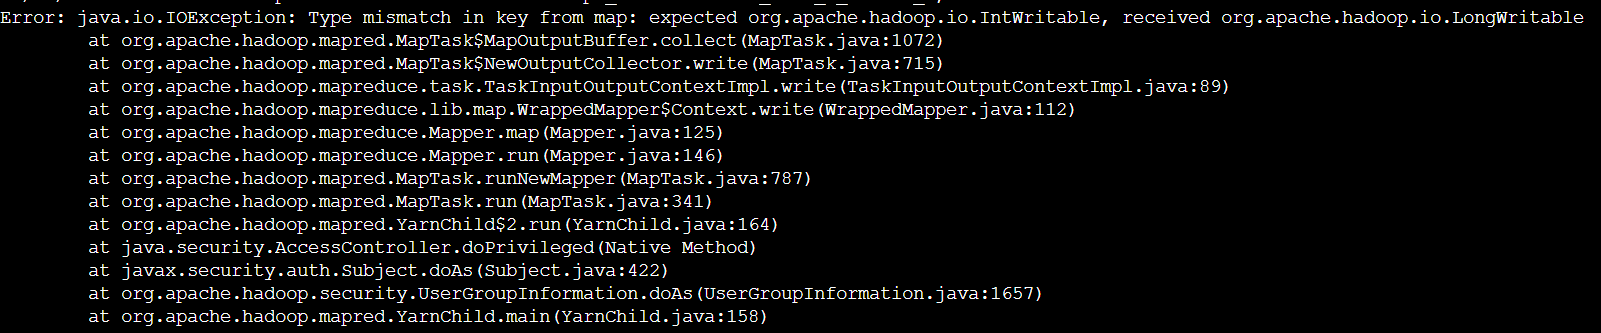 Error: java.io.IOException: Type mismatch in key from map: expected org.apache.hadoop.io.IntWritable, received org.apache.hadoop.io.LongWritable
at org.apache.hadoop.mapred.MapTask$MapOutputBuffer.collect(MapTask.java:1072)
at org.apache.hadoop.mapred.MapTask$NewOutputCollector.write(MapTask.java:715)
at org.apache.hadoop.mapreduce.task.TaskInputOutputContextImpl.write(TaskInputOutputContextImpl.java:89)
at org.apache.hadoop.mapreduce.lib.map.WrappedMapper$Context.write(WrappedMapper.java:112)
at org.apache.hadoop.mapreduce.Mapper.map(Mapper.java:125)
at org.apache.hadoop.mapreduce.Mapper.run(Mapper.java:146)
at org.apache.hadoop.mapred.MapTask.runNewMapper(MapTask.java:787)
at org.apache.hadoop.mapred.MapTask.run(MapTask.java:341)
at org.apache.hadoop.mapred.YarnChild$2.run(YarnChild.java:164)
at java.security.AccessController.doPrivileged(Native Method)
at javax.security.auth.Subject.doAs(Subject.java:422)
at org.apache.hadoop.security.UserGroupInformation.doAs(UserGroupInformation.java:1657)
at org.apache.hadoop.mapred.YarnChild.main(YarnChild.java:158)